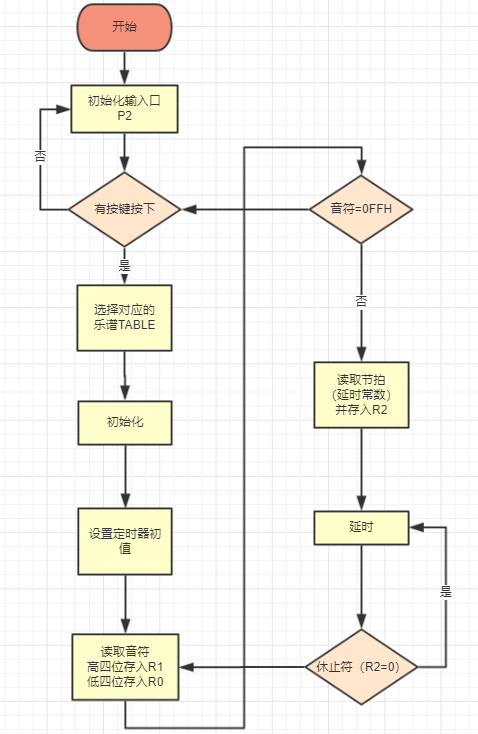 开始
初始化输入口
P2
否
有按键按下
是
选择对应的
乐谱TABLE
初始化
设置定时器初
值
读取音符
高四位存入R1
低四位存入R0
音符=0FFH
否
读取节拍
(延时常数)
并存入R2
延时
是
休止符（R2=0）